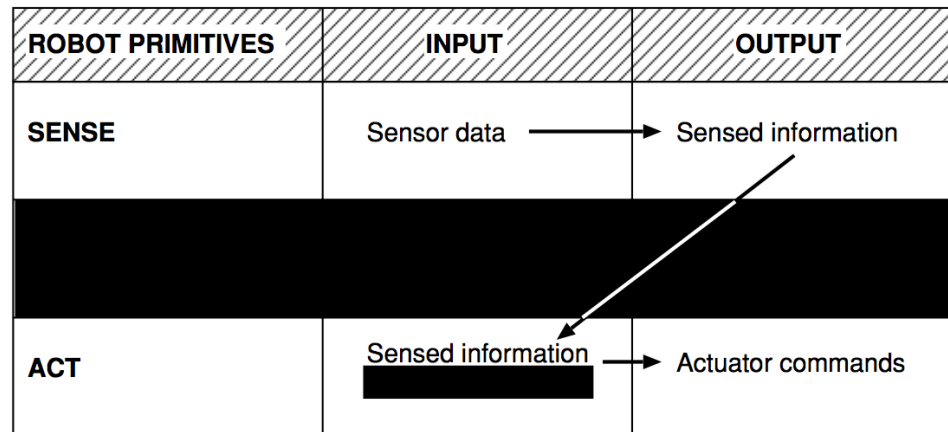 ROBOT PRIMITIVES INPUT OUTPUT
SENSE Sensor data Sensed information
ACT Sensed information Actuator commands